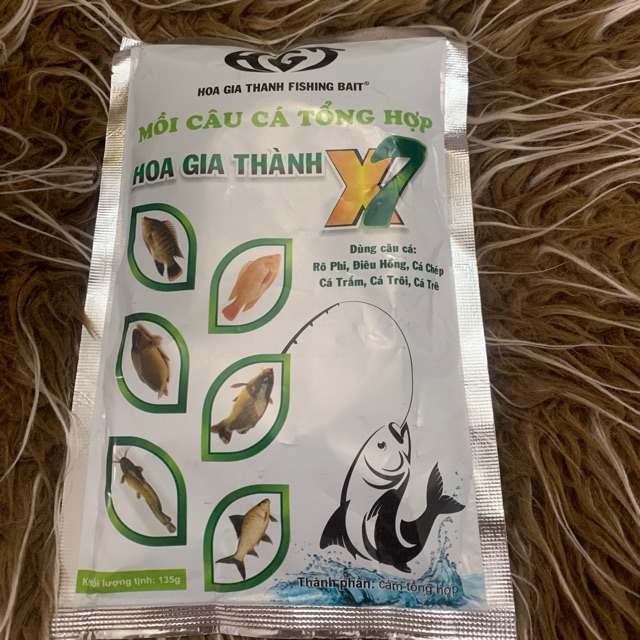 HGT
HOA GIA THANH FISHING BAIT®
MỒI CÂU CÁ TỔNG HỢP
HOA GIA THÀNH X7
Dùng câu cá:
Rô Phi, Điêu Hồng, Cá Chép
Cá Trắm, Cá Trôi, Cá Trê
Khối lượng tịnh: 135g
Thành phần: cám tổng hợp